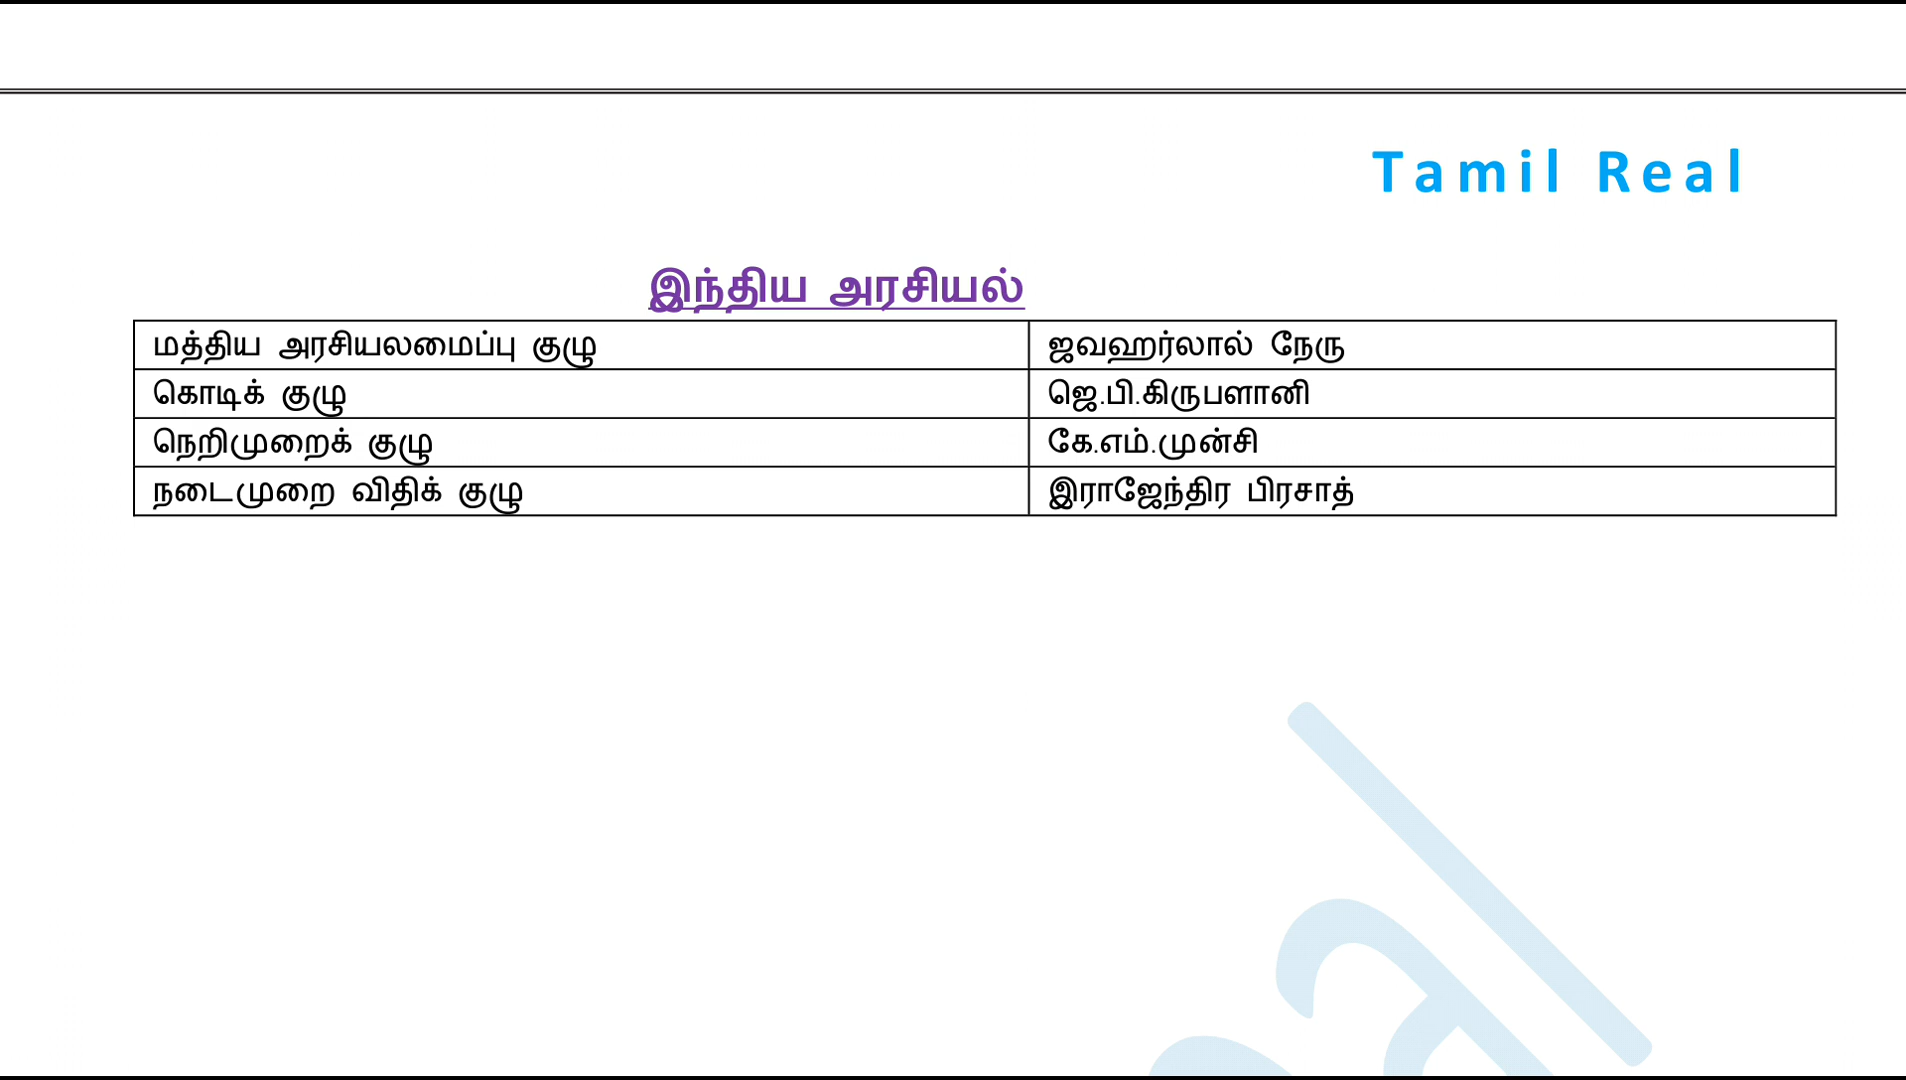 Tamil Real
இந்திய அரசியல்
மத்திய அரசியலமைப்பு குழு ஜவஹர்லால் நேரு
கொடிக் குழு ஜெ.பி.கிருபளானி
நெறிமுறைக் குழு கே.எம்.முன்சி
நடைமுறை விதிக் குழு இராஜேந்திர பிரசாத்